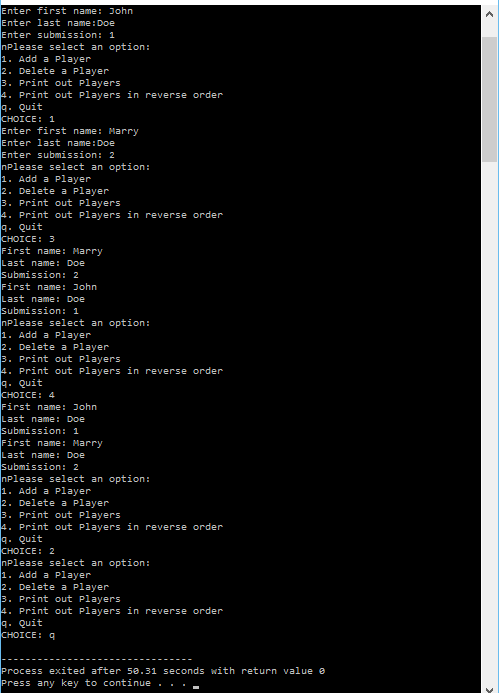 Enter first name: John
Enter last name:Doe
Enter submission: 1
nPlease select an option:
1. Add a Player
2. Delete a Player
3. Print out Players
4. Print out Players in reverse order
q. Quit
CHOICE: 1
Enter first name: Marry
Enter last name:Doe
Enter submission: 2
nPlease select an option:
1. Add a Player
2. Delete a Player
3. Print out Players
4. Print out Players in reverse order
q. Quit
CHOICE: 3
First name: Marry
Last name: Doe
Submission: 2
First name: John
Last name: Doe
Submission: 1
nPlease select an option:
1. Add a Player
2. Delete a Player
3. Print out Players
4. Print out Players in reverse order
q. Quit
CHOICE: 4
First name: John
Last name: Doe
Submission: 1
First name: Marry
Last name: Doe
Submission: 2
nPlease select an option:
1. Add a Player
2. Delete a Player
3. Print out Players
4. Print out Players in reverse order
q. Quit
CHOICE: 2
nPlease select an option:
1. Add a Player
2. Delete a Player
3. Print out Players
4. Print out Players in reverse order
q. Quit
CHOICE: q
--------------------------------
Process exited after 50.31 seconds with return value 0
Press any key to continue . . . _